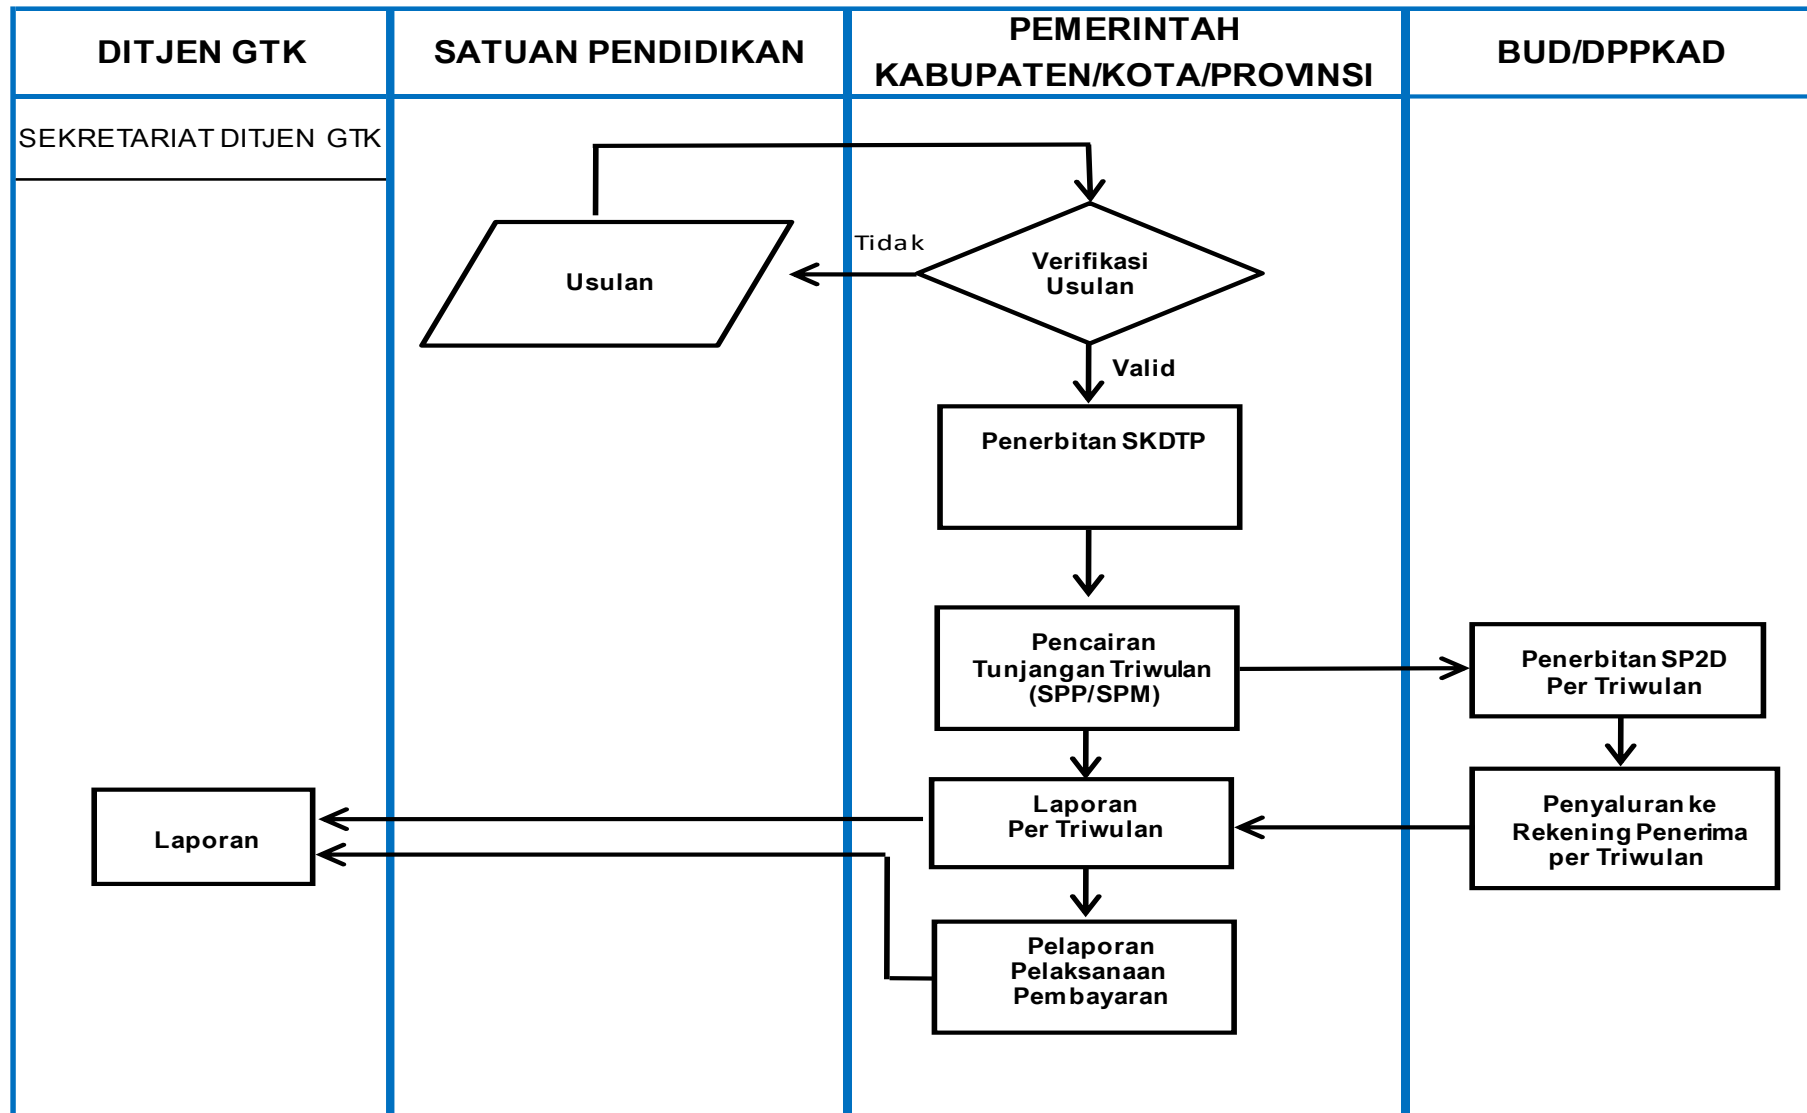 DITJEN GTK
SATUAN PENDIDIKAN
PEMERINTAH
KABUPATEN/KOTA/PROVINSI
BUD/DPPKAD
SEKRETARIAT DITJEN GTK
Usulan
Tidak
Verifikasi
Usulan
Valid
Penerbitan SKDTP
Pencairan
Tunjangan Triwulan
(SPP/SPM)
Penerbitan SP2D
Per Triwulan
Laporan
Laporan
Per Triwulan
Penyaluran ke
Rekening Penerima
per Triwulan
Pelaporan
Pelaksanaan
Pembayaran